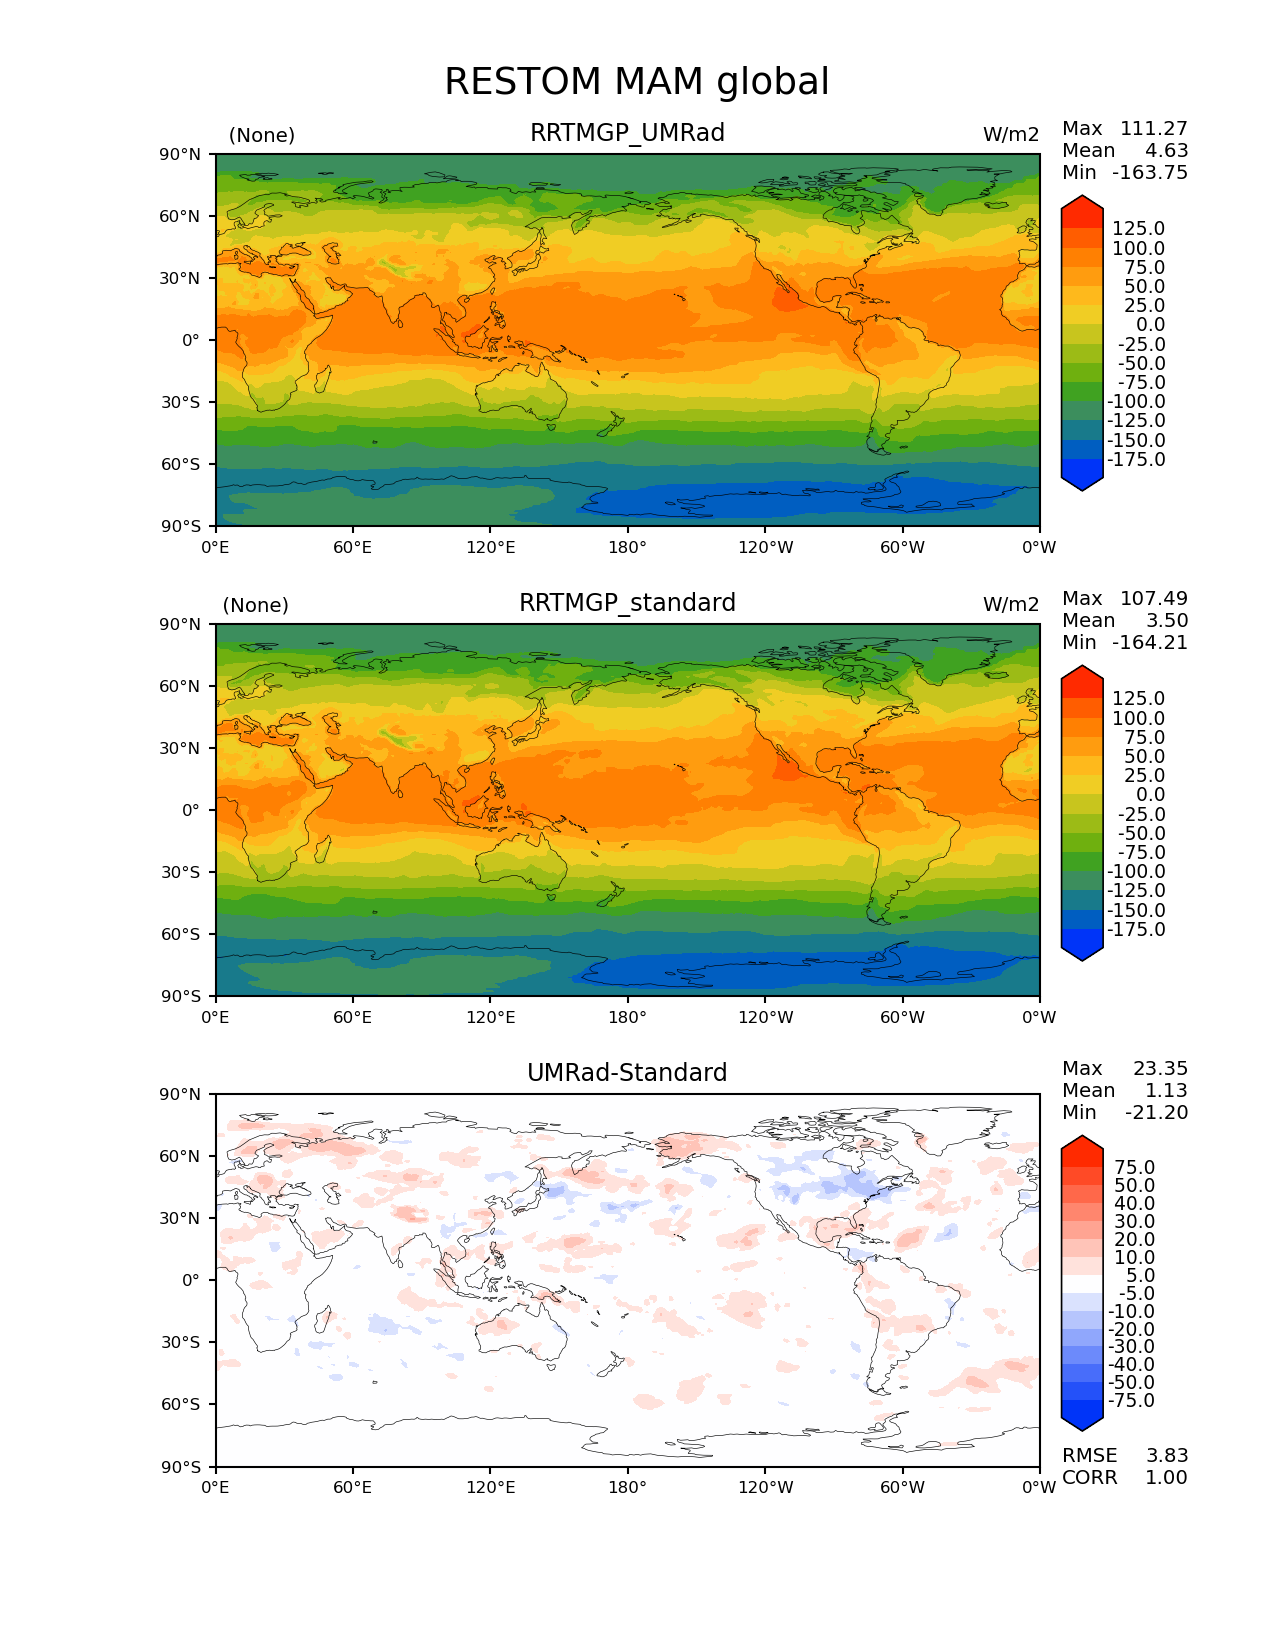 RESTOM MAM global
(None) RRTMGP_UMRad W/m2
Max 111.27
Mean 4.63
Min -163.75
90°N
60°N
30°N
0°
30°S
60°S
90°S
0°E 60°E 120°E 180° 120°W 60°W 0°W
125.0
100.0
75.0
50.0
25.0
0.0
-25.0
-50.0
-75.0
-100.0
-125.0
-150.0
-175.0
(None) RRTMGP_standard W/m2
Max 107.49
Mean 3.50
Min -164.21
90°N
60°N
30°N
0°
30°S
60°S
90°S
0°E 60°E 120°E 180° 120°W 60°W 0°W
125.0
100.0
75.0
50.0
25.0
0.0
-25.0
-50.0
-75.0
-100.0
-125.0
-150.0
-175.0
UMRad-Standard
Max 23.35
Mean 1.13
Min -21.20
90°N
60°N
30°N
0°
30°S
60°S
90°S
0°E 60°E 120°E 180° 120°W 60°W 0°W
75.0
50.0
40.0
30.0
20.0
10.0
5.0
-5.0
-10.0
-20.0
-30.0
-40.0
-50.0
-75.0
RMSE 3.83
CORR 1.00